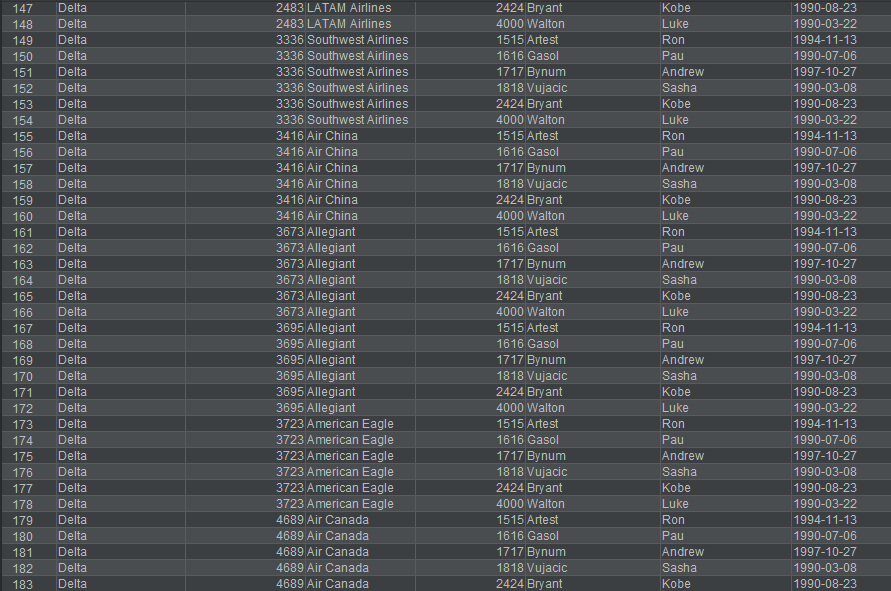 147 Delta 2483 LATAM Airlines 2424 Bryant Kobe 1990-08-23
148 Delta 2483 LATAM Airlines 4000 Walton Luke 1990-03-22
149 Delta 3336 Southwest Airlines 1515 Artest Ron 1994-11-13
150 Delta 3336 Southwest Airlines 1616 Gasol Pau 1990-07-06
151 Delta 3336 Southwest Airlines 1717 Bynum Andrew 1997-10-27
152 Delta 3336 Southwest Airlines 1818 Vujacic Sasha 1990-03-08
153 Delta 3336 Southwest Airlines 2424 Bryant Kobe 1990-08-23
154 Delta 3336 Southwest Airlines 4000 Walton Luke 1990-03-22
155 Delta 3416 Air China 1515 Artest Ron 1994-11-13
156 Delta 3416 Air China 1616 Gasol Pau 1990-07-06
157 Delta 3416 Air China 1717 Bynum Andrew 1997-10-27
158 Delta 3416 Air China 1818 Vujacic Sasha 1990-03-08
159 Delta 3416 Air China 2424 Bryant Kobe 1990-08-23
160 Delta 3416 Air China 4000 Walton Luke 1990-03-22
161 Delta 3673 Allegiant 1515 Artest Ron 1994-11-13
162 Delta 3673 Allegiant 1616 Gasol Pau 1990-07-06
163 Delta 3673 Allegiant 1717 Bynum Andrew 1997-10-27
164 Delta 3673 Allegiant 1818 Vujacic Sasha 1990-03-08
165 Delta 3673 Allegiant 2424 Bryant Kobe 1990-08-23
166 Delta 3673 Allegiant 4000 Walton Luke 1990-03-22
167 Delta 3695 Allegiant 1515 Artest Ron 1994-11-13
168 Delta 3695 Allegiant 1616 Gasol Pau 1990-07-06
169 Delta 3695 Allegiant 1717 Bynum Andrew 1997-10-27
170 Delta 3695 Allegiant 1818 Vujacic Sasha 1990-03-08
171 Delta 3695 Allegiant 2424 Bryant Kobe 1990-08-23
172 Delta 3695 Allegiant 4000 Walton Luke 1990-03-22
173 Delta 3723 American Eagle 1515 Artest Ron 1994-11-13
174 Delta 3723 American Eagle 1616 Gasol Pau 1990-07-06
175 Delta 3723 American Eagle 1717 Bynum Andrew 1997-10-27
176 Delta 3723 American Eagle 1818 Vujacic Sasha 1990-03-08
177 Delta 3723 American Eagle 2424 Bryant Kobe 1990-08-23
178 Delta 3723 American Eagle 4000 Walton Luke 1990-03-22
179 Delta 4689 Air Canada 1515 Artest Ron 1994-11-13
180 Delta 4689 Air Canada 1616 Gasol Pau 1990-07-06
181 Delta 4689 Air Canada 1717 Bynum Andrew 1997-10-27
182 Delta 4689 Air Canada 1818 Vujacic Sasha 1990-03-08
183 Delta 4689 Air Canada 2424 Bryant Kobe 1990-08-23